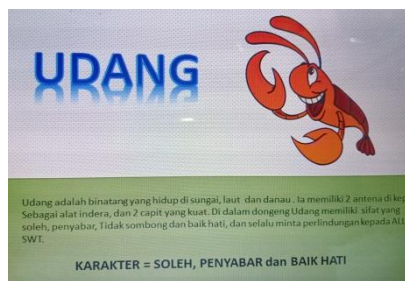 UDANG
Udang adalah binatang yang hidup di sungai, laut dan danau . Ia memiliki 2 antena di
Sebagai alat indera, dan 2 capit yang kuat. Di dalam dongeng Udang memiliki sifat yang
soleh, penyabar, Tidak sombong dan baik hati, dan selalu minta perlindungan kepada
SWT.
KARAKTER = SOLEH, PENYABAR dan BAIK HATI